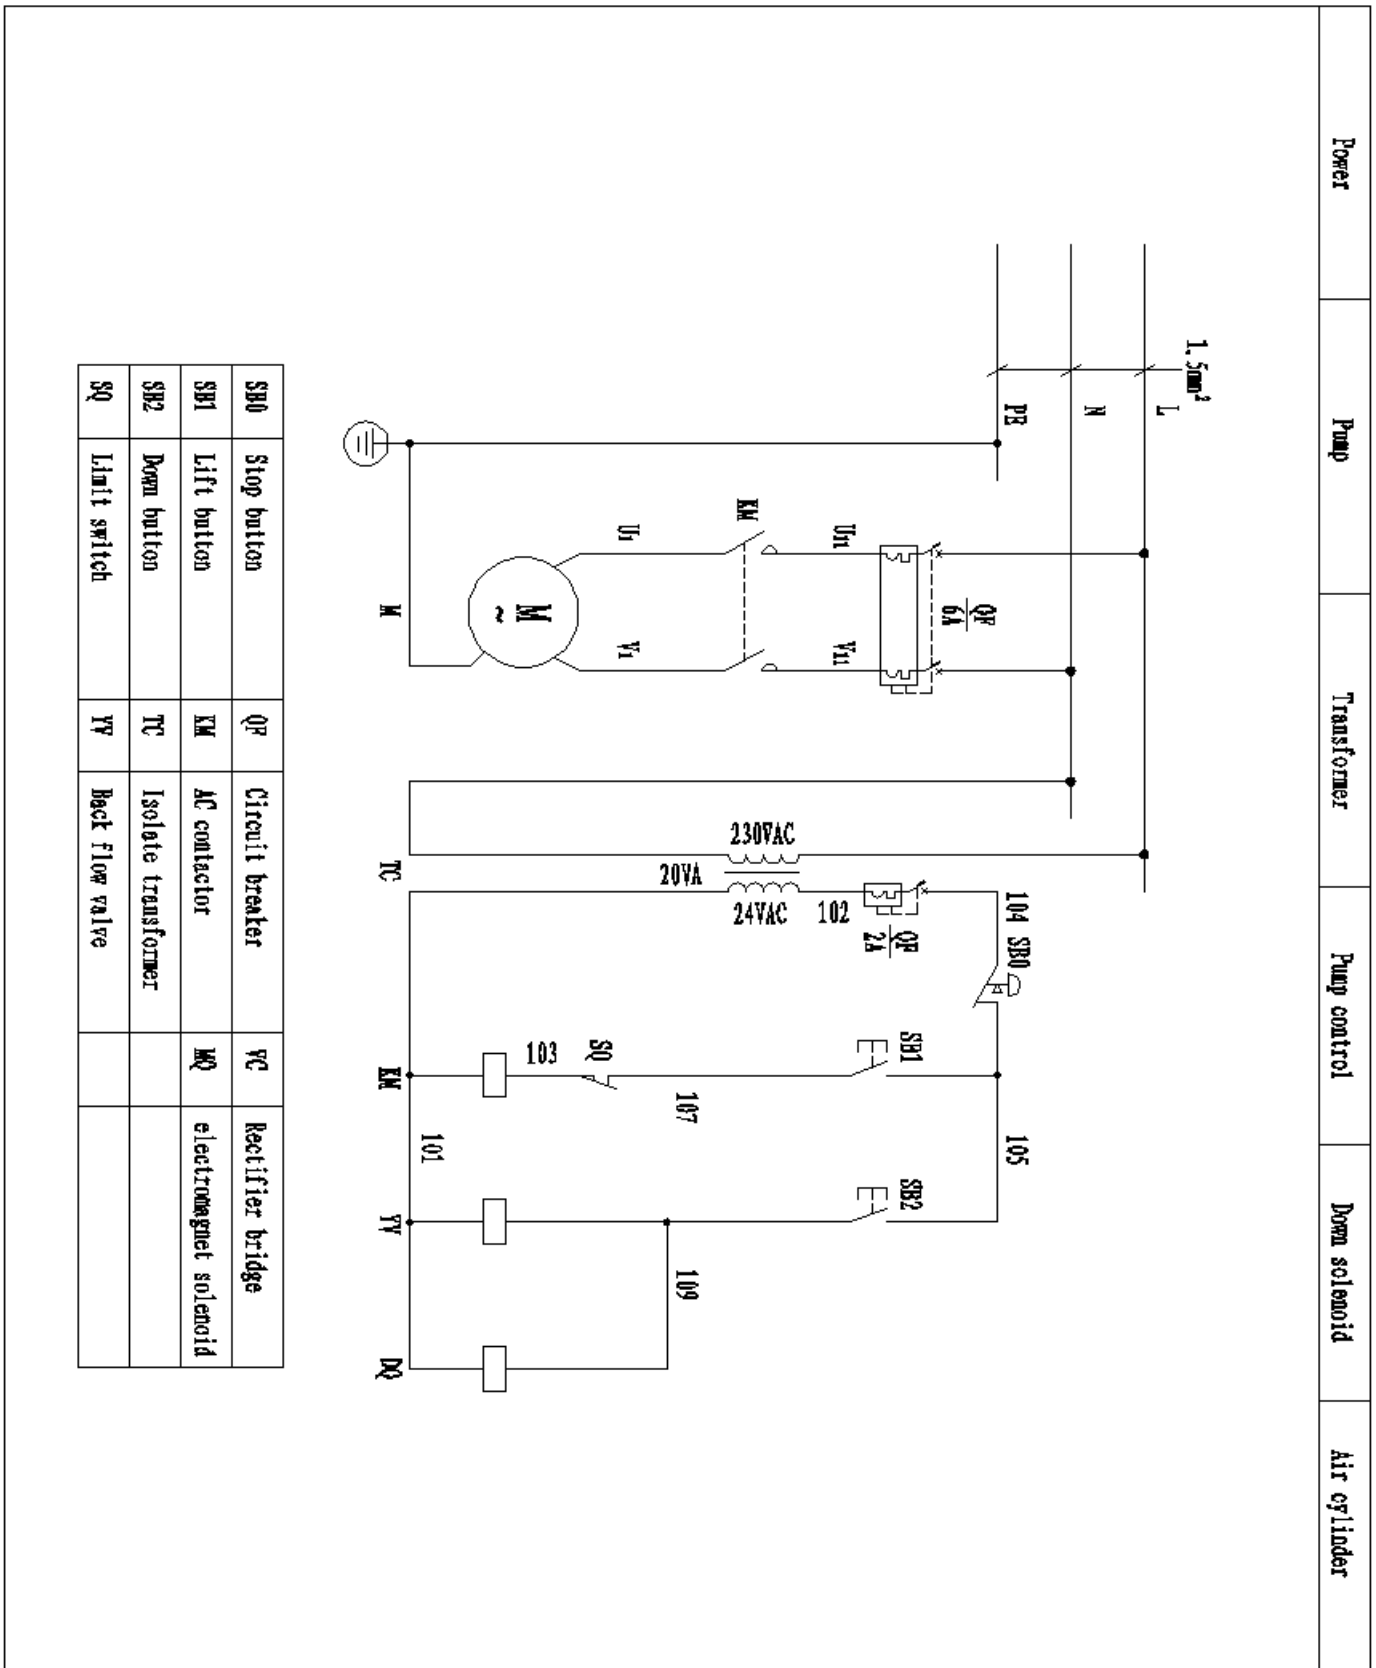 Power
Pump
Transformer
Pump control
Down solenoid
Air cylinder
1.5mm²
L
N
PE
QF
6A
U11
V11
KM
U1
V1
M
~
M
230VAC
20VA
24VAC
TC
102
QF
2A
104
SB0
SB1
105
SB2
SQ
103
107
109
101
KM
YV
DQ
SB0 Stop button QF Circuit breaker VC Rectifier bridge
SB1 Lift button KM AC contactor MQ electromagnet solenoid
SB2 Down button TC Isolate transformer
SQ Limit switch YV Back flow valve